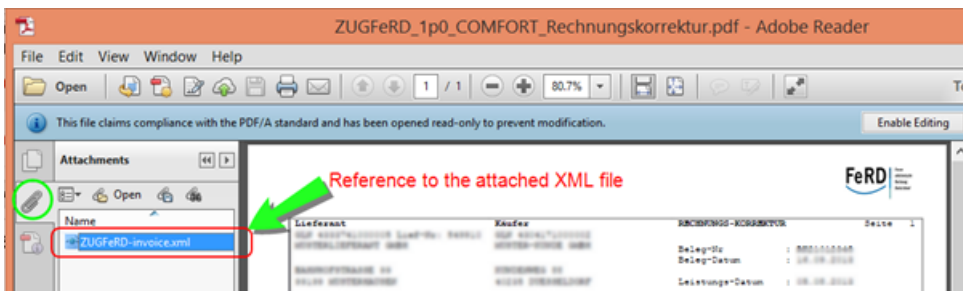 ZUGFeRD_1p0_COMFORT_Rechnungskorrektur.pdf - Adobe Reader
File Edit View Window Help
Open 1 / 1 80.7%
This file claims compliance with the PDF/A standard and has been opened read-only to prevent modification. Enable Editing
Attachments
Open
Name
ZUGFeRD-invoice.xml
Reference to the attached XML file
FeRD
Lieferant Käufer RECHNUNGS-KORREKTUR Seite 1
Beleg-Nr :
Beleg-Datum :
Leistungs-Datum :